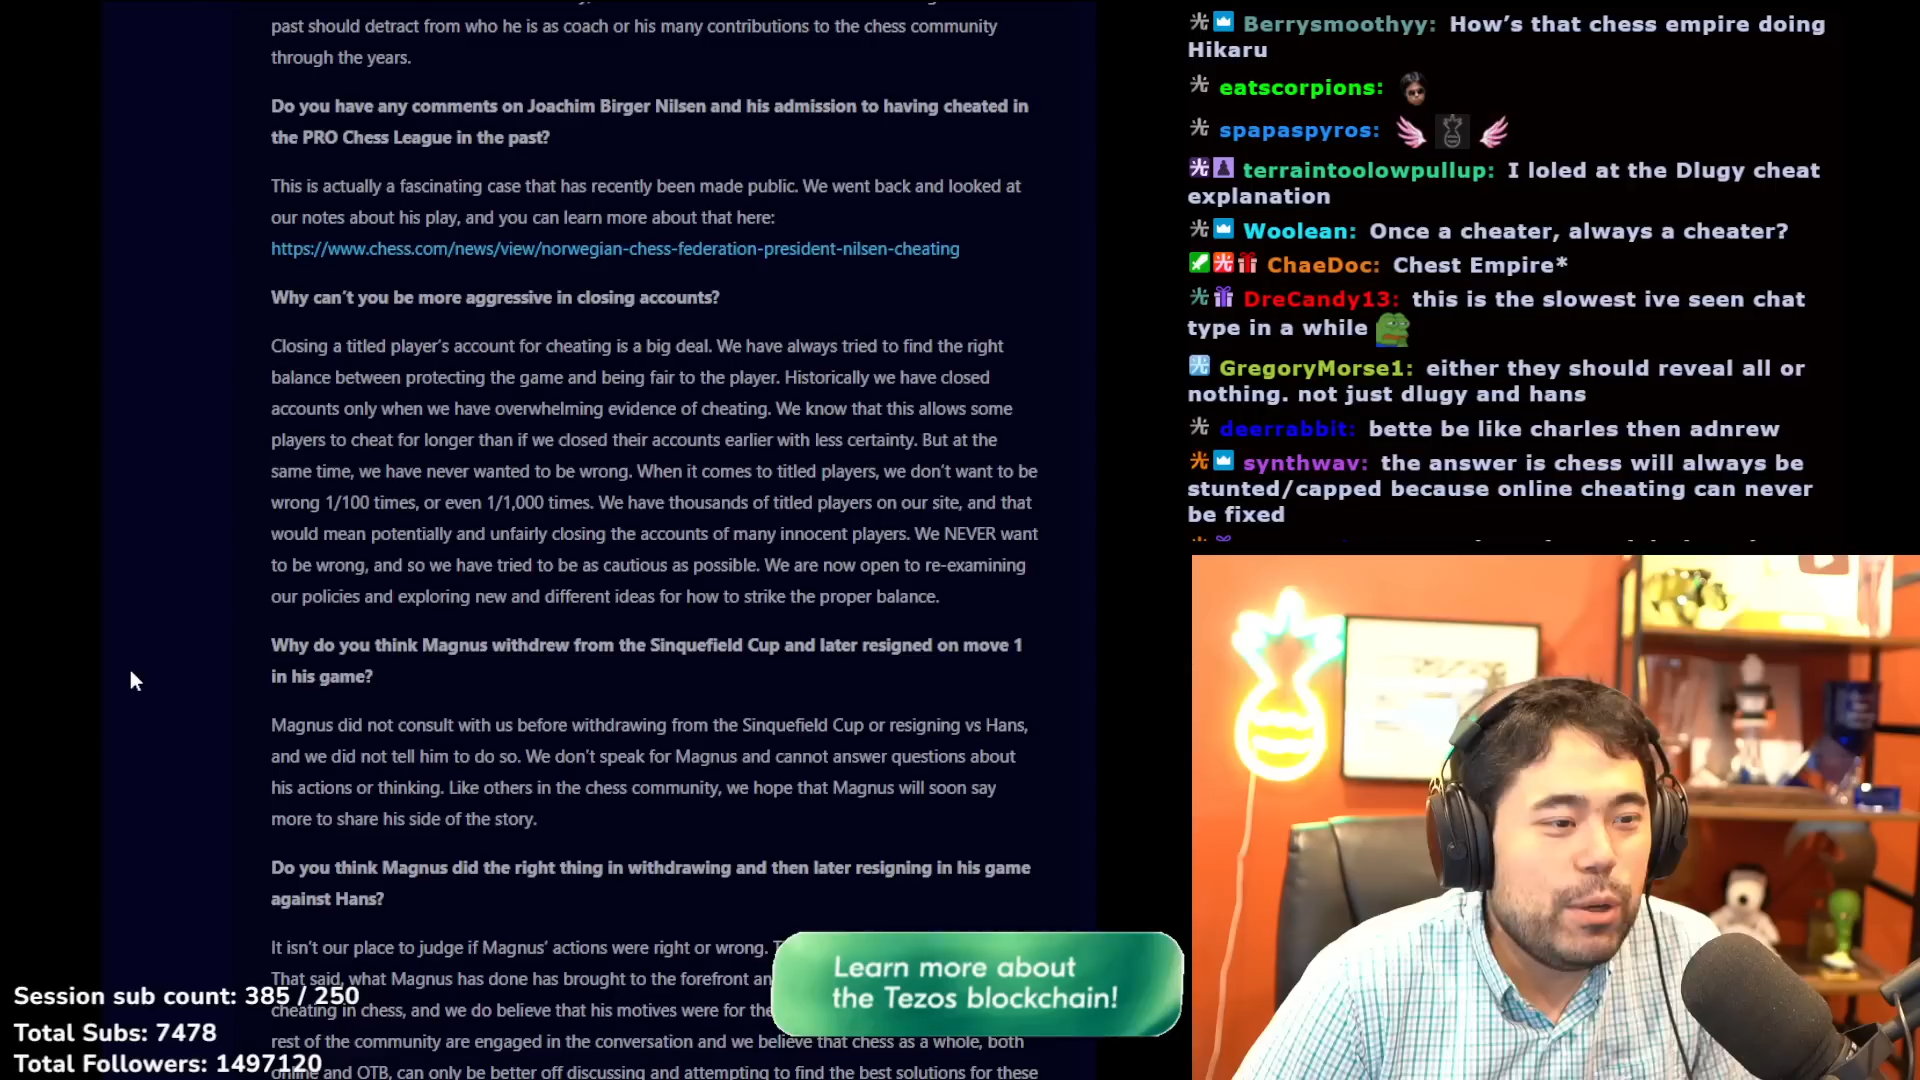 past should detract from who he is as coach or his many contributions to the chess community
through the years.
Do you have any comments on Joachim Birger Nilsen and his admission to having cheated in
the PRO Chess League in the past?
This is actually a fascinating case that has recently been made public. We went back and looked at
our notes about his play, and you can learn more about that here:
https://www.chess.com/news/view/norwegian-chess-federation-president-nilsen-cheating
Why can't you be more aggressive in closing accounts?
Closing a titled player's account for cheating is a big deal. We have always tried to find the right
balance between protecting the game and being fair to the player. Historically we have closed
accounts only when we have overwhelming evidence of cheating. We know that this allows some
players to cheat for longer than if we closed their accounts earlier with less certainty. But at the
same time, we have never wanted to be wrong. When it comes to titled players, we don't want to be
wrong 1/100 times, or even 1/1,000 times. We have thousands of titled players on our site, and that
would mean potentially and unfairly closing the accounts of many innocent players. We NEVER want
to be wrong, and so we have tried to be as cautious as possible. We are now open to re-examining
our policies and exploring new and different ideas for how to strike the proper balance.
Why do you think Magnus withdrew from the Sinquefield Cup and later resigned on move 1
in his game?
Magnus did not consult with us before withdrawing from the Sinquefield Cup or resigning vs Hans,
and we did not tell him to do so. We don't speak for Magnus and cannot answer questions about
his actions or thinking. Like others in the chess community, we hope that Magnus will soon say
more to share his side of the story.
Do you think Magnus did the right thing in withdrawing and then later resigning in his game
against Hans?
It isn't our place to judge if Magnus' actions were right or wrong.
That said, what Magnus has done has brought to the forefront
cheating in chess, and we do believe that his motives were for the
rest of the community are engaged in the conversation and we believe that chess as a whole, both
online and OTB, can only be better off discussing and attempting to find the best solutions for these
Session sub count: 385 / 250
Total Subs: 7478
Total Followers: 1497120
Learn more about
the Tezos blockchain!
光 Berrysmoothyy: How's that chess empire doing
Hikaru
光 eatscorpions:
光 spapaspyros:
光 terraintoolowpullup: I loled at the Dlugy cheat
explanation
光 Woolean: Once a cheater, always a cheater?
光 ChaeDoc: Chest Empire*
光 DreCandy13: this is the slowest ive seen chat
type in a while
光 GregoryMorse1: either they should reveal all or
nothing. not just dlugy and hans
光 deerrabbit: bette be like charles then adnrew
光 synthwav: the answer is chess will always be
stunted/capped because online cheating can never
be fixed